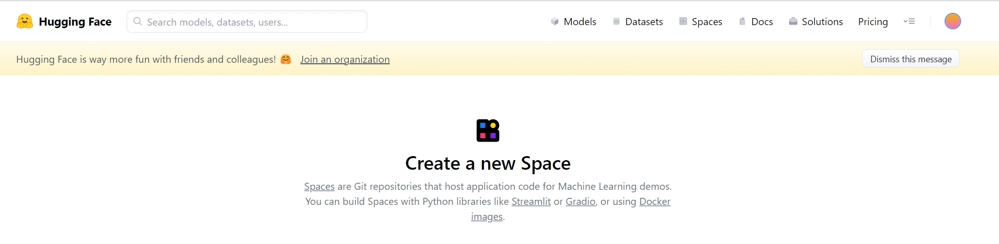 Hugging Face
Search models, datasets, users...
Models
Datasets
Spaces
Docs
Solutions
Pricing
Hugging Face is way more fun with friends and colleagues! 🤗 Join an organization
Dismiss this message
Create a new Space
Spaces are Git repositories that host application code for Machine Learning demos.
You can build Spaces with Python libraries like Streamlit or Gradio, or using Docker
images.